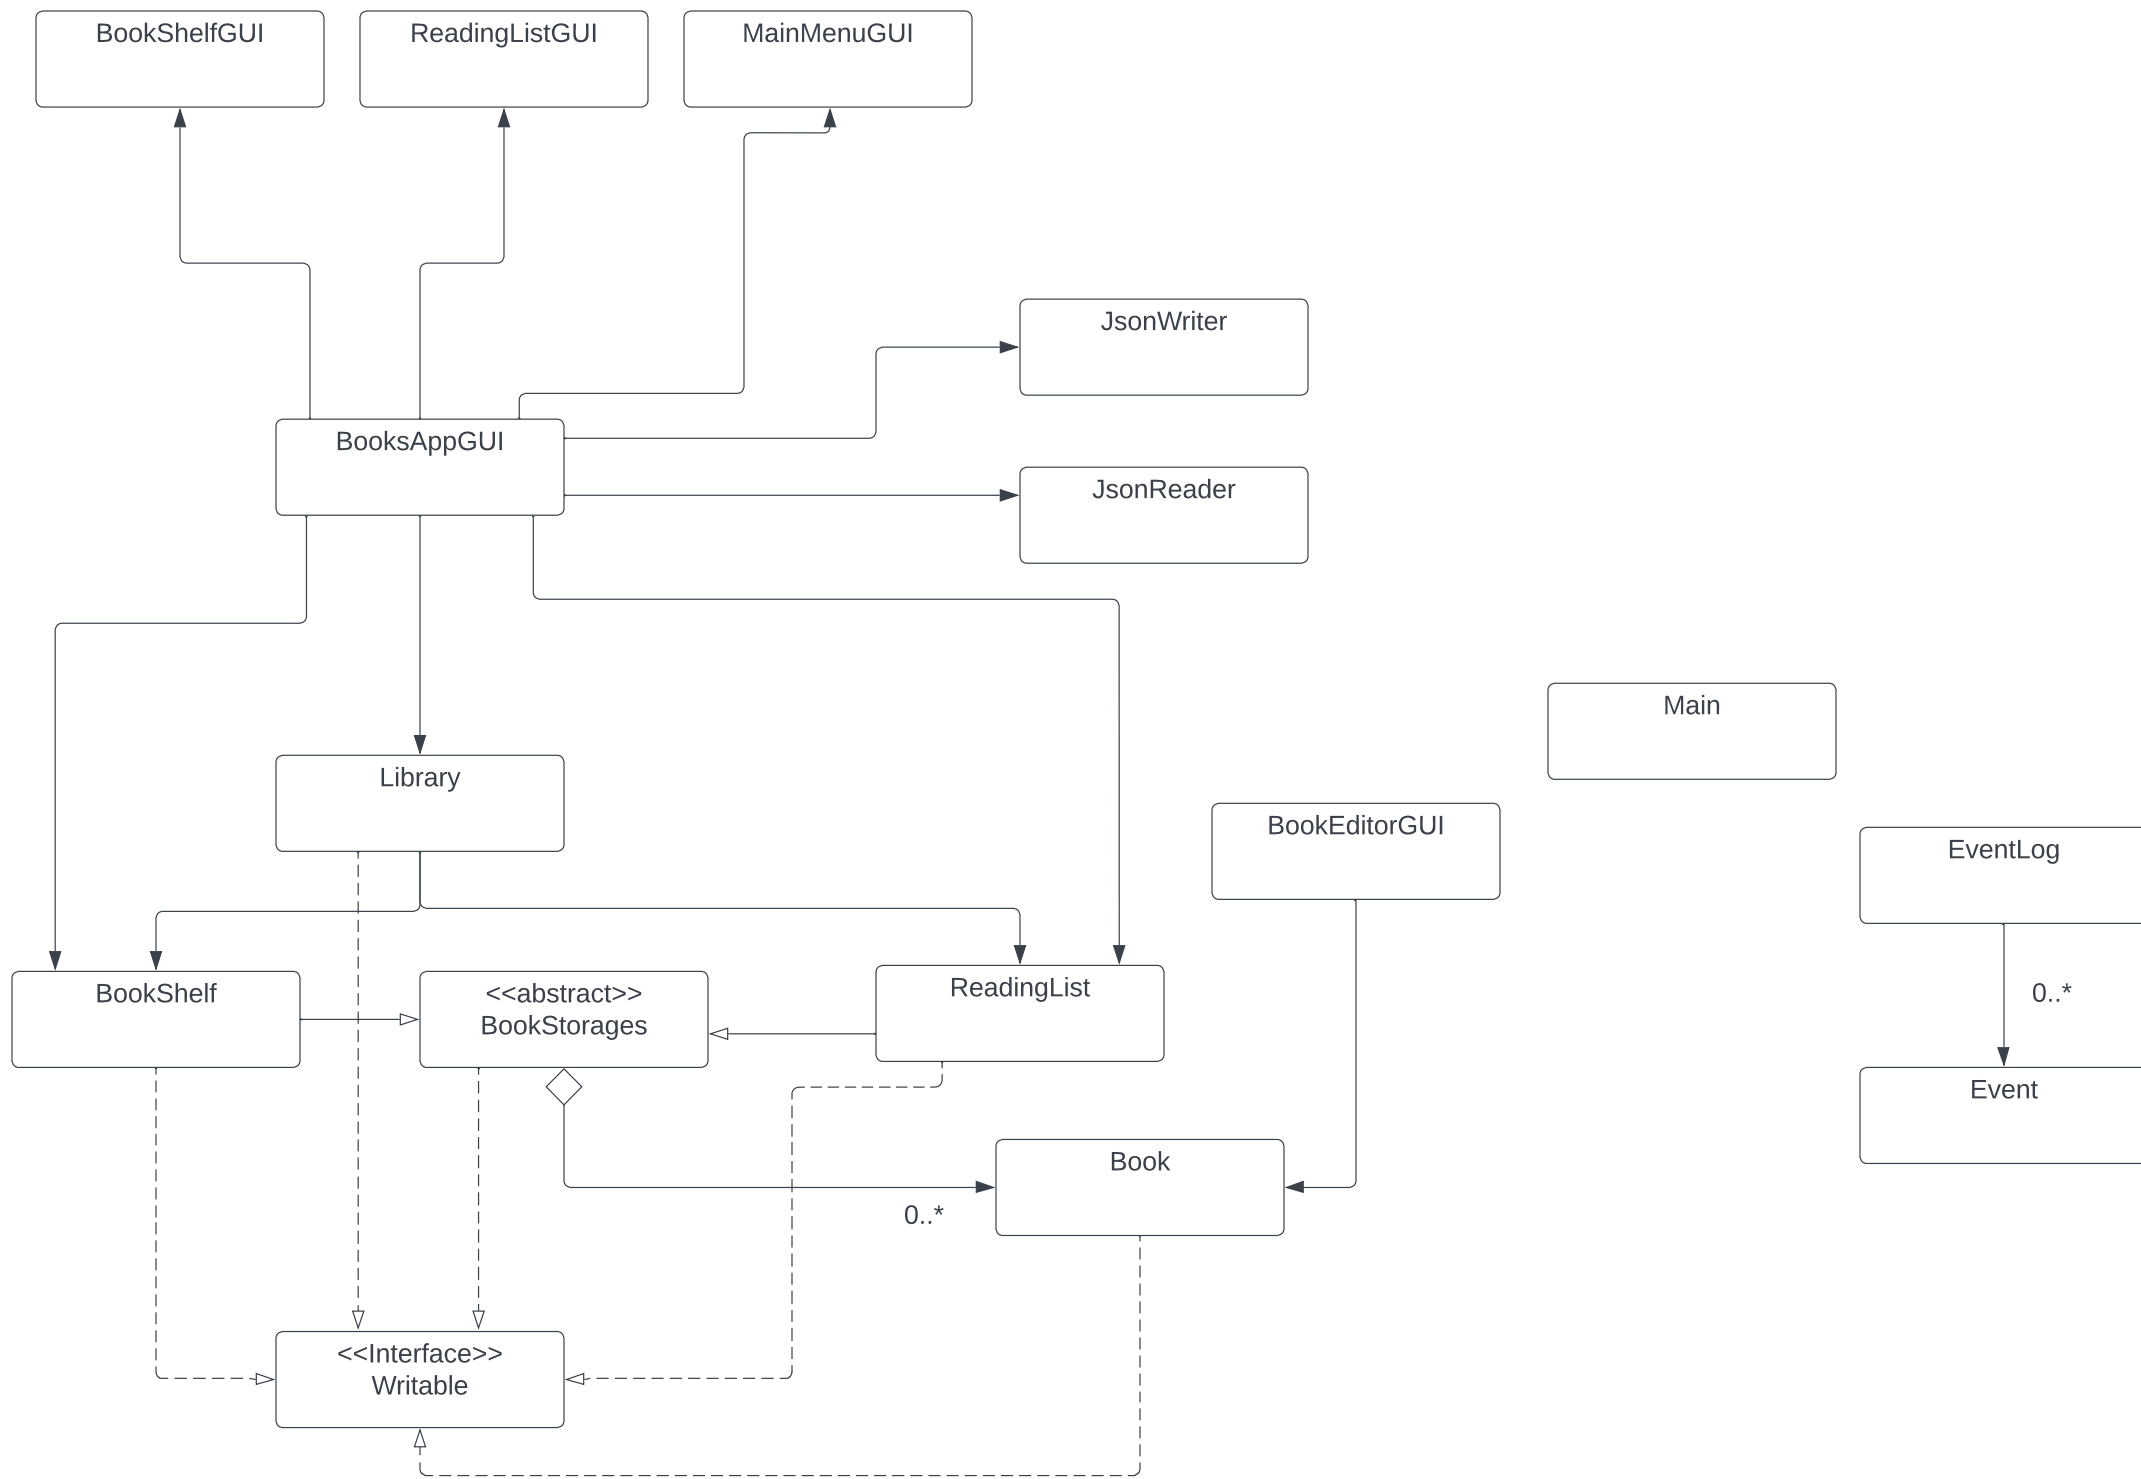 BookShelfGUI
ReadingListGUI
MainMenuGUI
JsonWriter
BooksAppGUI
JsonReader
Main
Library
BookEditorGUI
EventLog
BookShelf
<<abstract>>
BookStorages
ReadingList
0..*
Event
Book
0..*
<<Interface>>
Writable